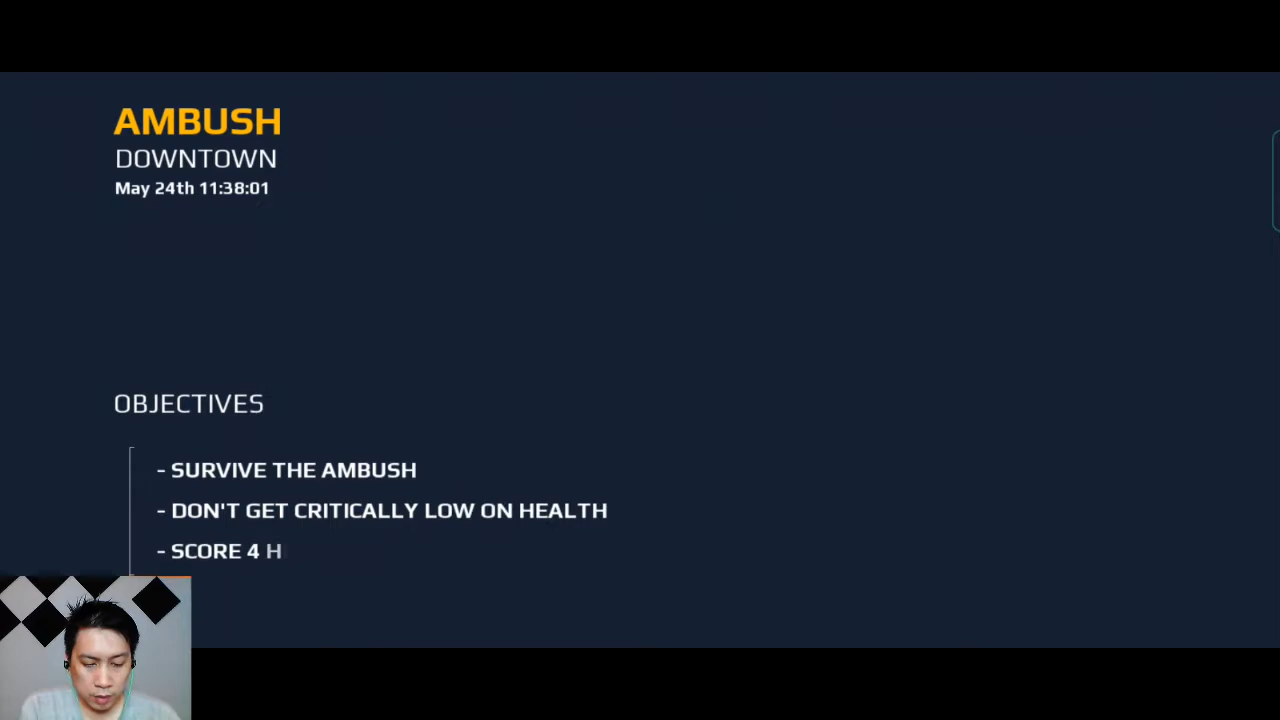 AMBUSH
DOWNTOWN
May 24th 11:38:01
OBJECTIVES
- SURVIVE THE AMBUSH
- DON'T GET CRITICALLY LOW ON HEALTH
- SCORE 4 H